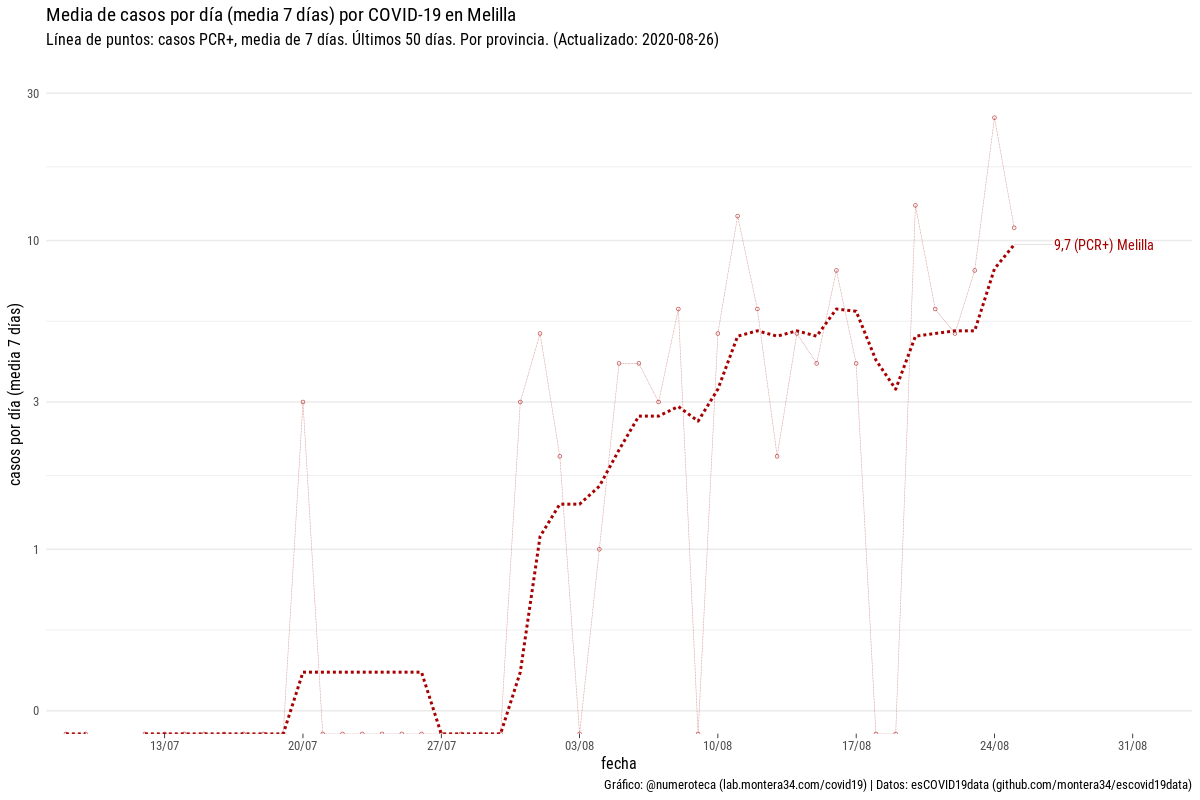 Media de casos por día (media 7 días) por COVID-19 en Melilla
Línea de puntos: casos PCR+, media de 7 días. Últimos 50 días. Por provincia. (Actualizado: 2020-08-26)
30
10
3
1
0
casos por día (media 7 días)
9,7 (PCR+) Melilla
13/07 20/07 27/07 03/08 10/08 17/08 24/08 31/08
fecha
Gráfico: @numeroteca (lab.montera34.com/covid19) | Datos: esCOVID19data (github.com/montera34/escovid19data)